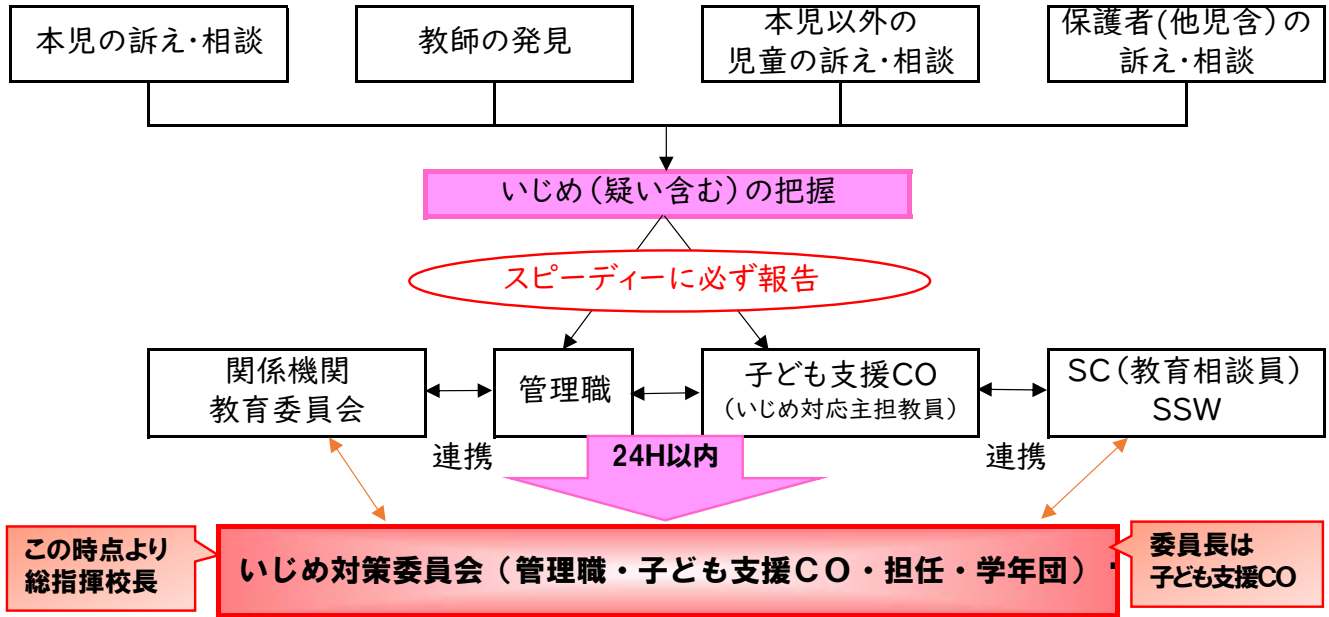 本児の訴え・相談
教師の発見
本児以外の
児童の訴え・相談
保護者(他児含)の
訴え・相談
いじめ(疑い含む)の把握
スピーディーに必ず報告
関係機関
教育委員会
管理職
子ども支援CO
(いじめ対応主担教員)
SC(教育相談員)
SSW
連携
24H以内
連携
この時点より
総指揮校長
いじめ対策委員会(管理職・子ども支援CO・担任・学年団)
委員長は
子ども支援CO